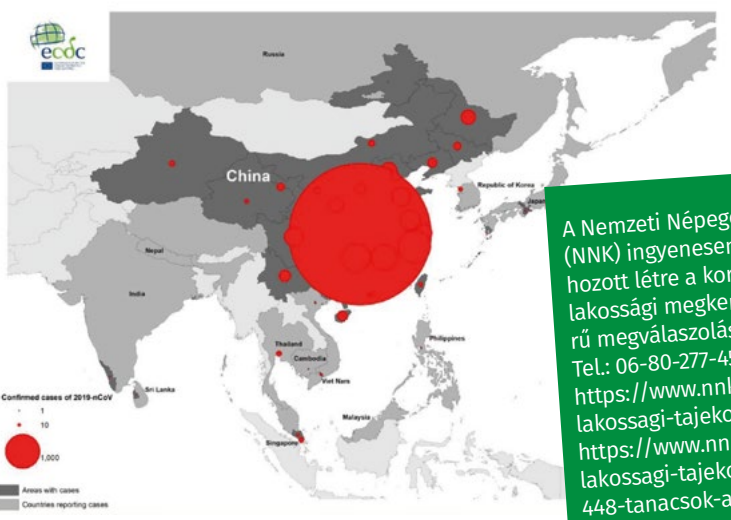 ecdc
Russia
China
Republic of Korea
Japan
Nepal
India
Thailand
Cambodia
Viet Nam
Philippines
Sri Lanka
Malaysia
Singapore
Confirmed cases of 2019-nCoV
1
10
1,000
Areas with cases
Countries reporting cases
A Nemzeti Népeg
(NNK) ingyenesen
hozott létre a kor
lakossági megker
rű megválaszolás
Tel.: 06-80-277-45
https://www.nnk
lakossagi-tajeko
https://www.nn
lakossagi-tajeko
448-tanacsok-a